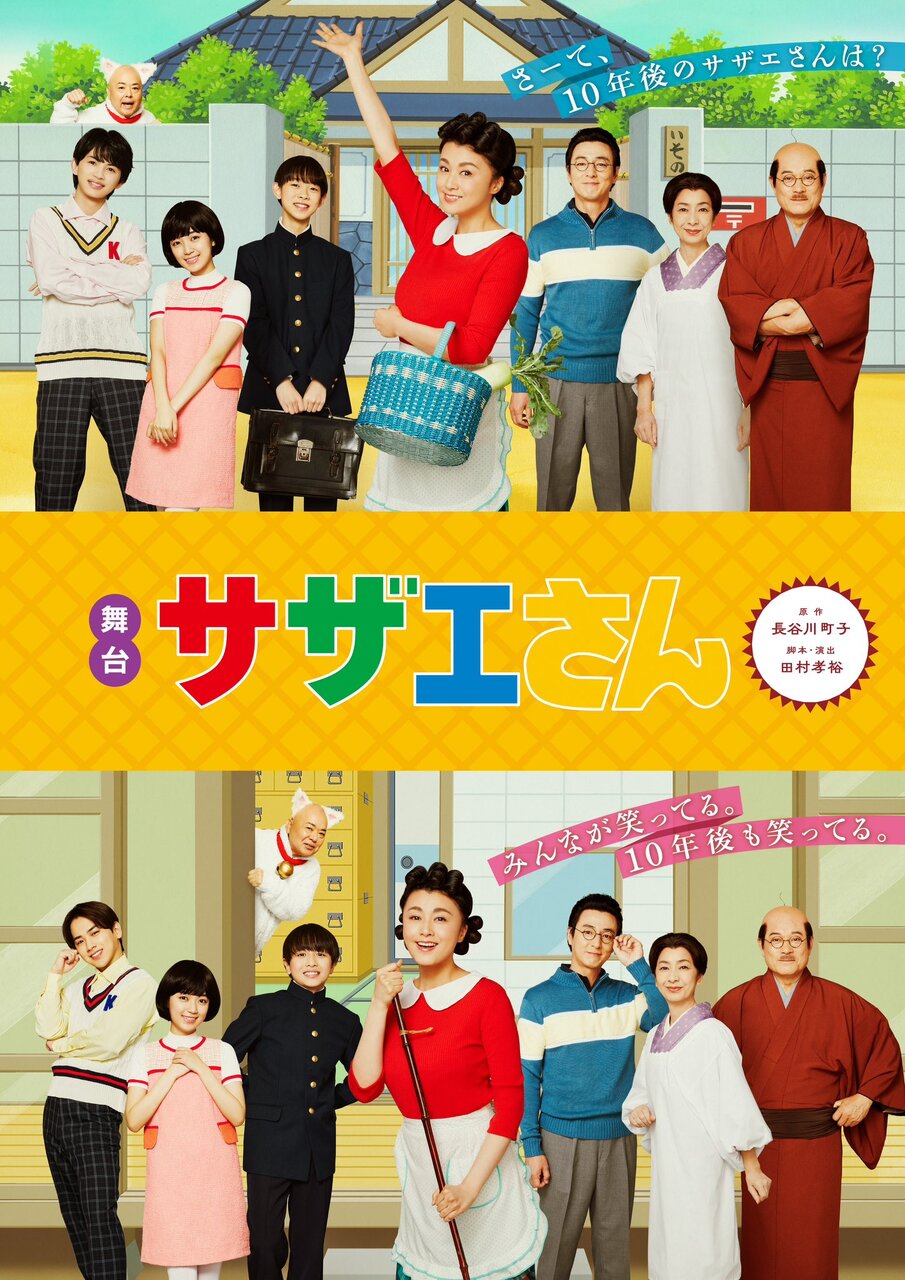 さーて、
10年後のサザエさんは？
いその
〒
K
舞台
サザエさん
原作
長谷川町子
脚本・演出
田村孝裕
みんなが笑ってる。
10年後も笑ってる。
K